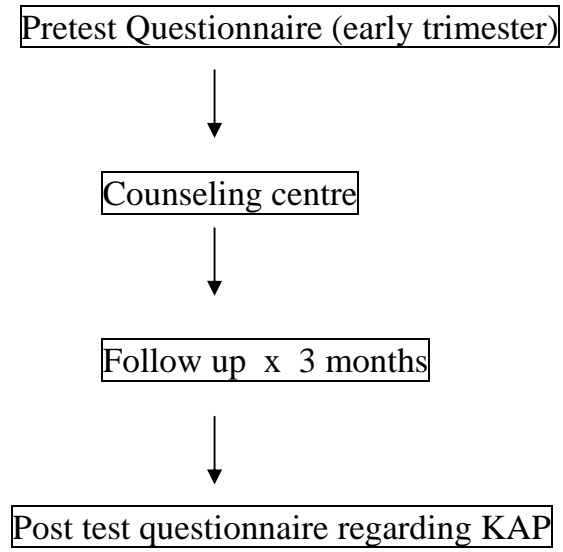 Pretest Questionnaire (early trimester)
Counseling centre
Follow up x 3 months
Post test questionnaire regarding KAP